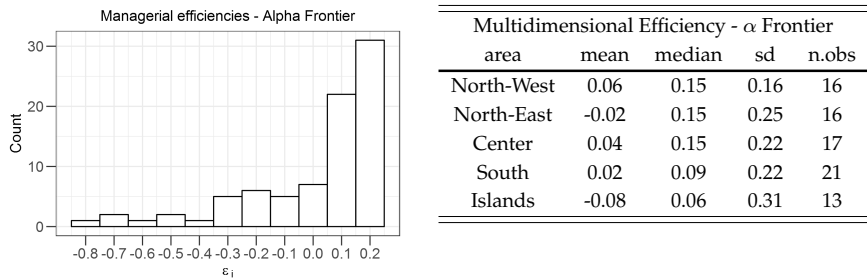 Managerial efficiencies - Alpha Frontier
30
20
10
0
Count
-0.8 -0.7 -0.6 -0.5 -0.4 -0.3 -0.2 -0.1 0.0 0.1 0.2
ε i
Multidimensional Efficiency - α Frontier
area mean median sd n.obs
North-West 0.06 0.15 0.16 16
North-East -0.02 0.15 0.25 16
Center 0.04 0.15 0.22 17
South 0.02 0.09 0.22 21
Islands -0.08 0.06 0.31 13